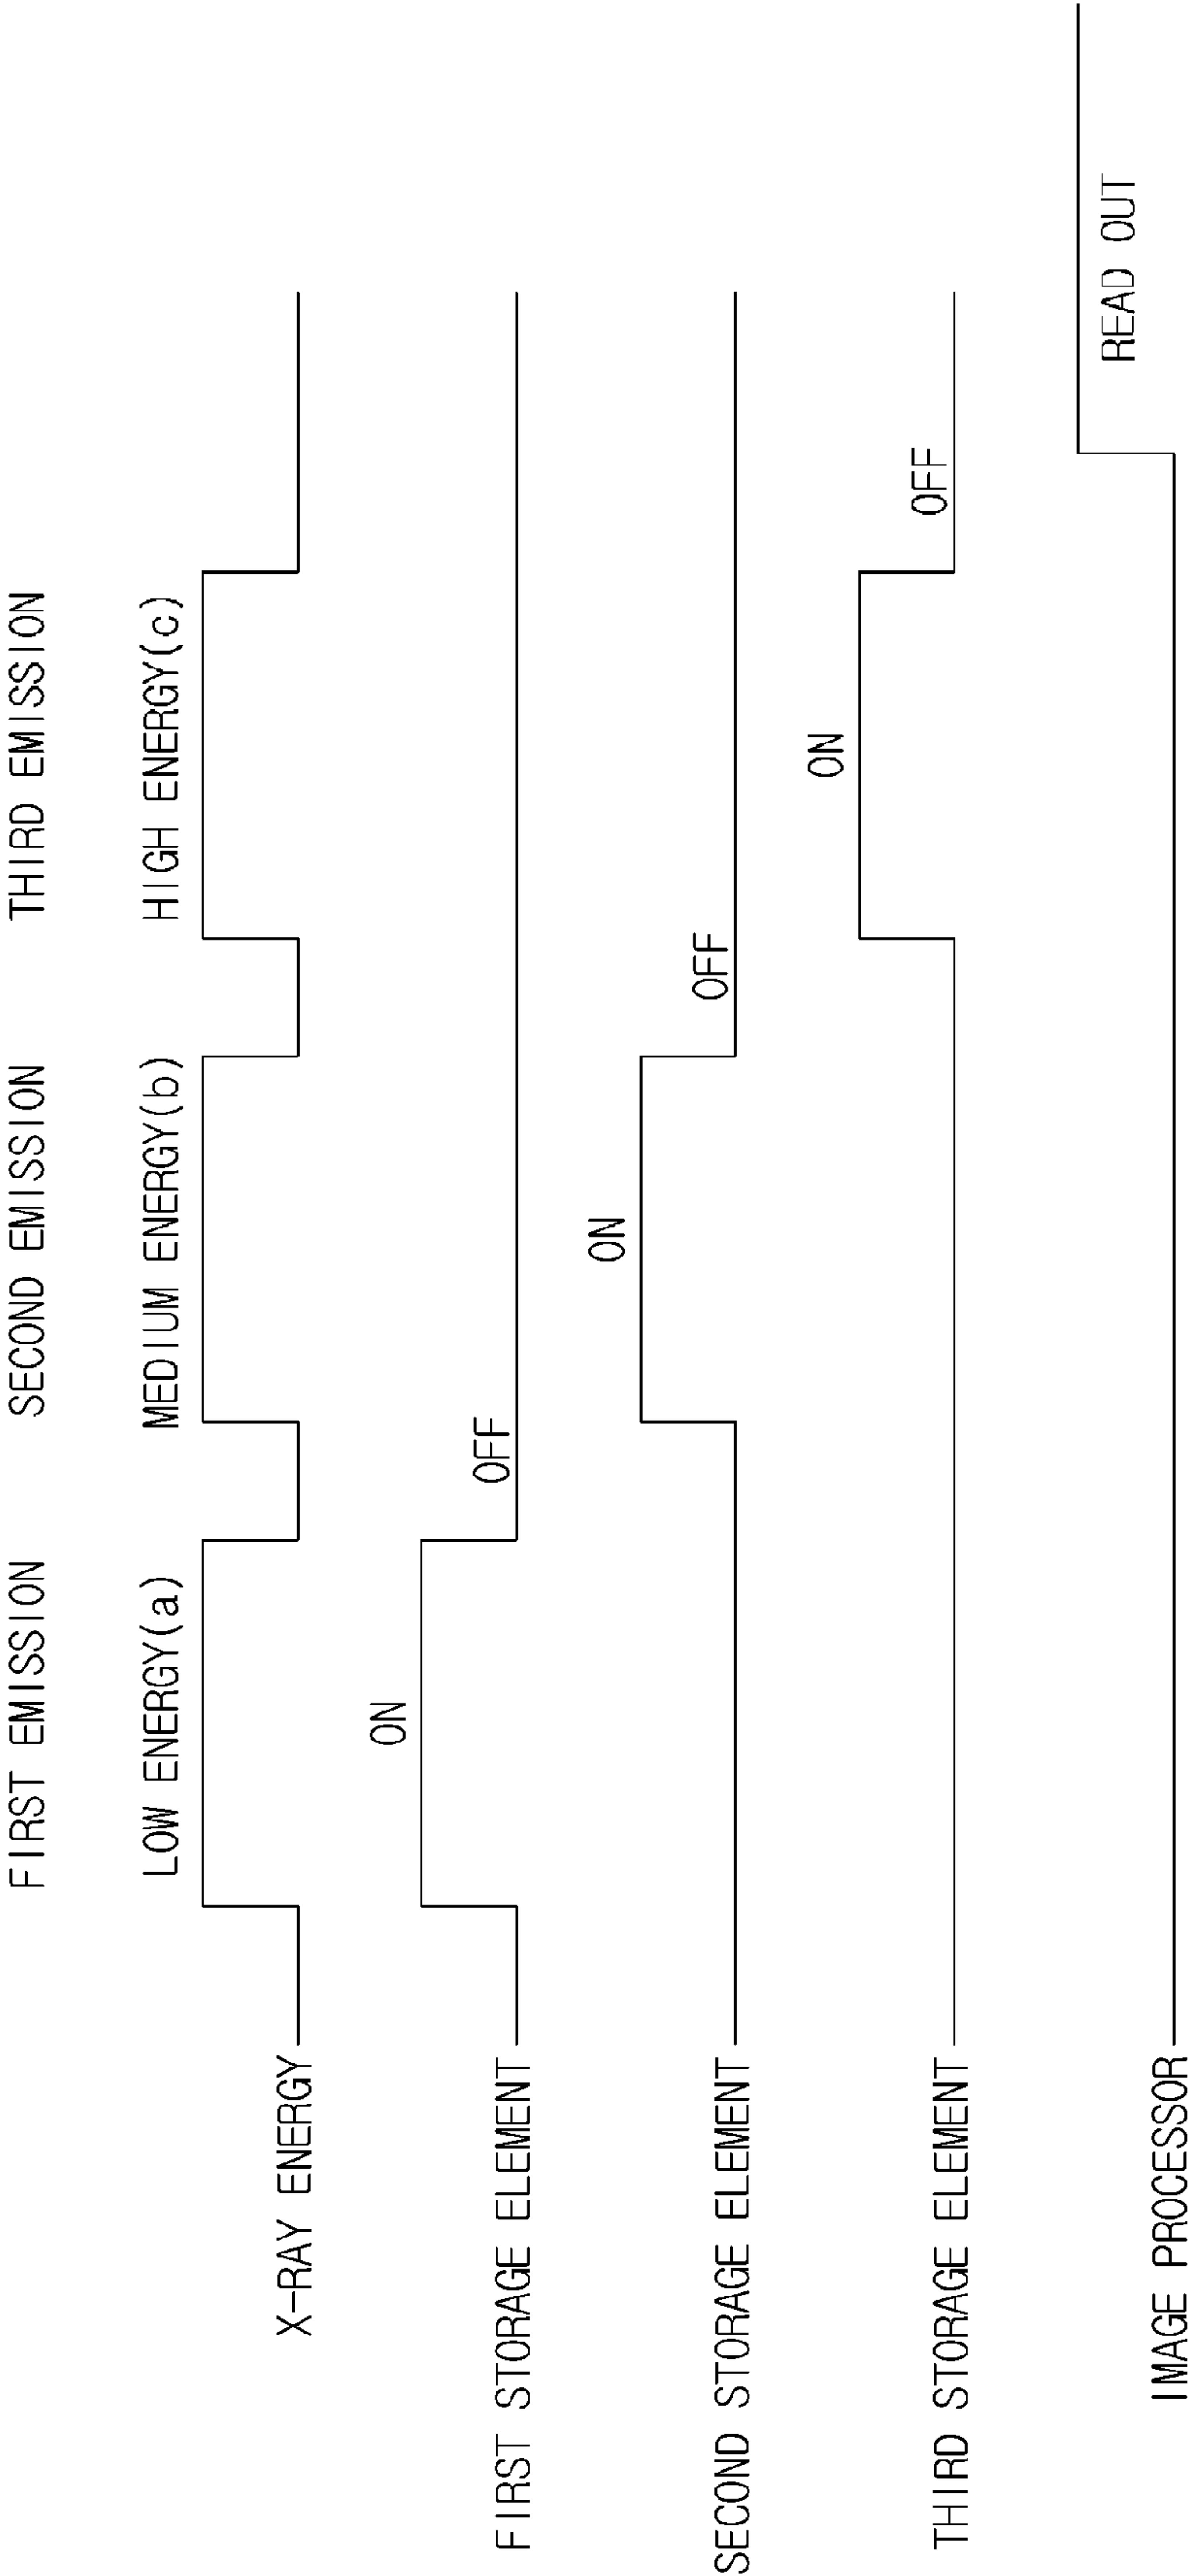 FIRST EMISSION
SECOND EMISSION
THIRD EMISSION
LOW ENERGY(a)
MEDIUM ENERGY(b)
HIGH ENERGY(c)
X-RAY ENERGY
ON
OFF
FIRST STORAGE ELEMENT
ON
OFF
SECOND STORAGE ELEMENT
ON
OFF
THIRD STORAGE ELEMENT
READ OUT
IMAGE PROCESSOR